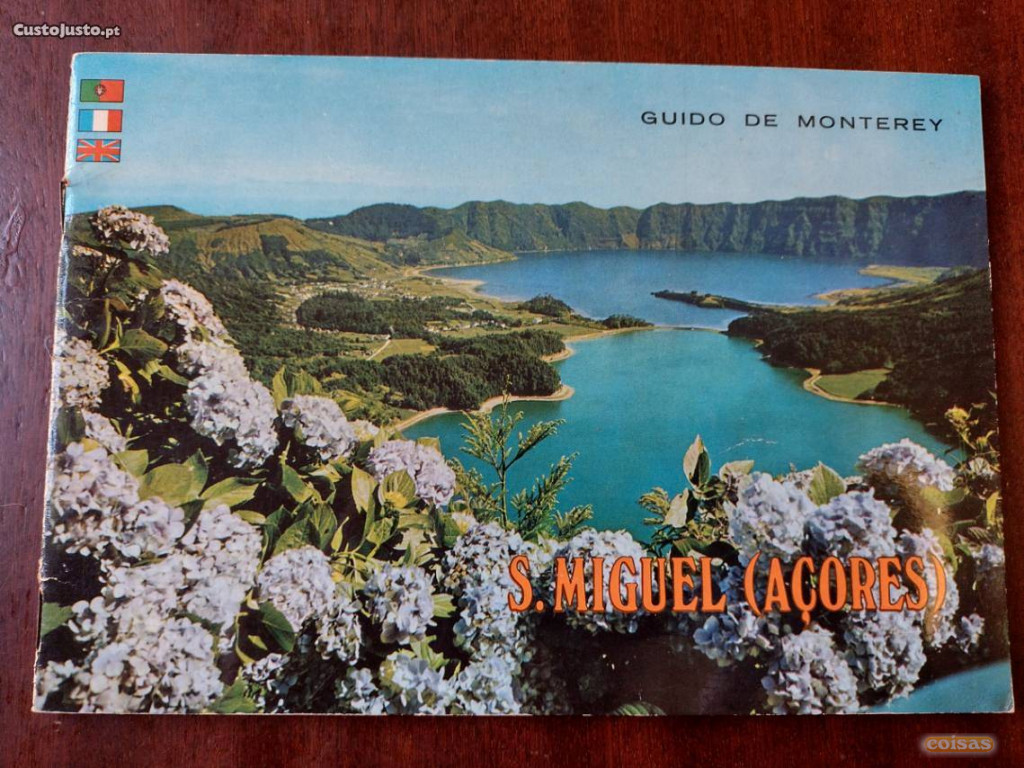 CustoJusto.pt
GUIDO DE MONTEREY
S. MIGUEL (AÇORES)
coisas